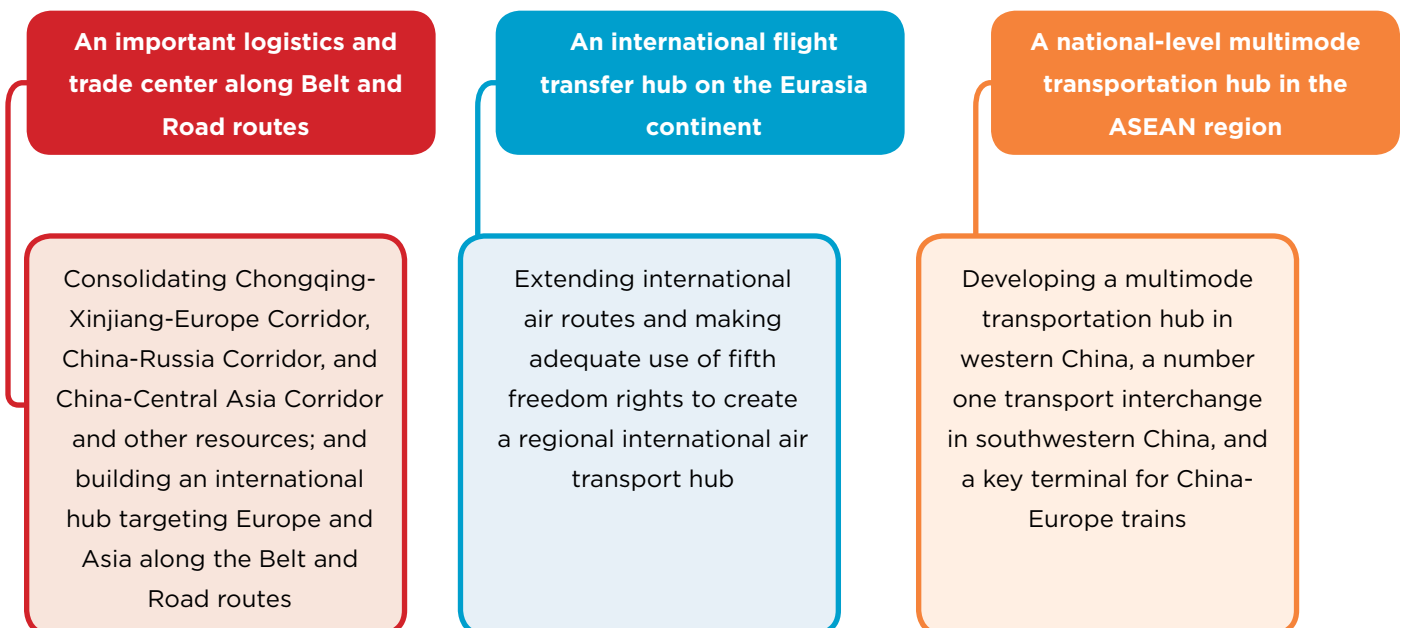 An important logistics and
trade center along Belt and
Road routes
Consolidating Chongqing-
Xinjiang-Europe Corridor,
China-Russia Corridor, and
China-Central Asia Corridor
and other resources; and
building an international
hub targeting Europe and
Asia along the Belt and
Road routes
An international flight
transfer hub on the Eurasia
continent
Extending international
air routes and making
adequate use of fifth
freedom rights to create
a regional international air
transport hub
A national-level multimode
transportation hub in the
ASEAN region
Developing a multimode
transportation hub in
western China, a number
one transport interchange
in southwestern China, and
a key terminal for China-
Europe trains